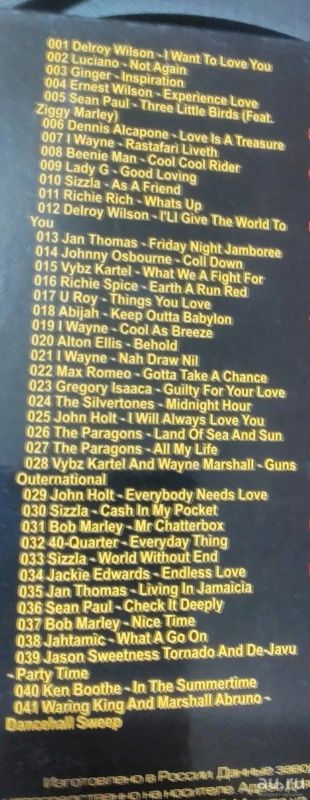 001 Delroy Wilson - I Want To Love You
002 Luciano - Not Again
003 Ginger - Inspiration
004 Ernest Wilson - Experience Love
005 Sean Paul - Three Little Birds (Feat.
Ziggy Marley)
006 Dennis Alcapone - Love Is A Treasure
007 I Wayne - Rastafari Liveth
008 Beenie Man - Cool Cool Rider
009 Lady G - Good Loving
010 Sizzla - As A Friend
011 Richie Rich - Whats Up
012 Delroy Wilson - I'Ll Give The World To
You
013 Jan Thomas - Friday Night Jamboree
014 Johnny Osbourne - Coll Down
015 Vybz Kartel - What We A Fight For
016 Richie Spice - Earth A Run Red
017 U Roy - Things You Love
018 Abijah - Keep Outta Babylon
019 I Wayne - Cool As Breeze
020 Alton Ellis - Behold
021 I Wayne - Nah Draw Nil
022 Max Romeo - Gotta Take A Chance
023 Gregory Isaaca - Guilty For Your Love
024 The Silvertones - Midnight Hour
025 John Holt - I Will Always Love You
026 The Paragons - Land Of Sea And Sun
027 The Paragons - All My Life
028 Vybz Kartel And Wayne Marshall - Guns
Outernational
029 John Holt - Everybody Needs Love
030 Sizzla - Cash In My Pocket
031 Bob Marley - Mr Chatterbox
032 40-Quarter - Everyday Thing
033 Sizzla - World Without End
034 Jackie Edwards - Endless Love
035 Jan Thomas - Living In Jamaicia
036 Sean Paul - Check It Deeply
037 Bob Marley - Nice Time
038 Jahtamic - What A Go On
039 Jason Sweetness Tornado And De-Javu
- Party Time
040 Ken Boothe - In The Summertime
041 Waring King And Marshall Abruno -
Dancehall Sweep
Изготовлено в России. Данные
на носителе.
au.ru